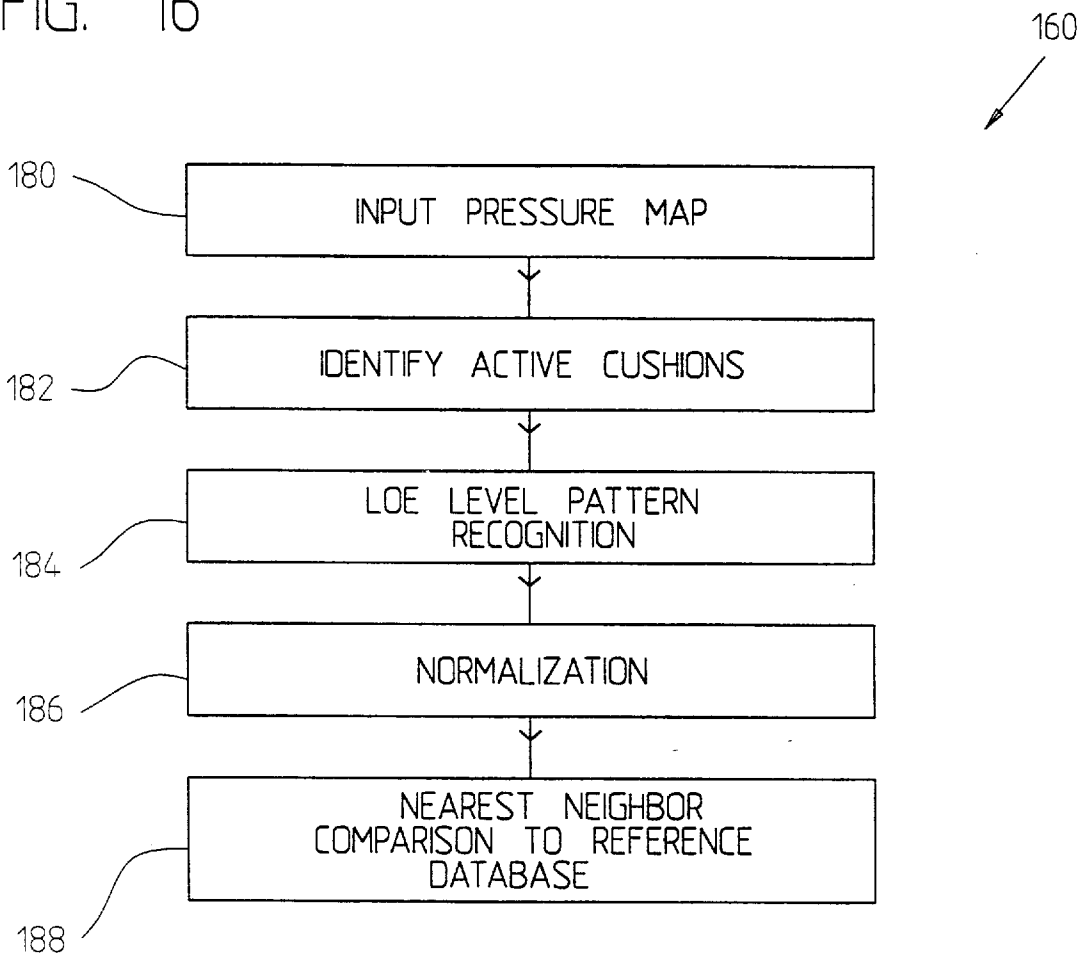 FIG. 16
160
180
INPUT PRESSURE MAP
182
IDENTIFY ACTIVE CUSHIONS
184
LOE LEVEL PATTERN
RECOGNITION
186
NORMALIZATION
188
NEAREST NEIGHBOR
COMPARISON TO REFERENCE
DATABASE